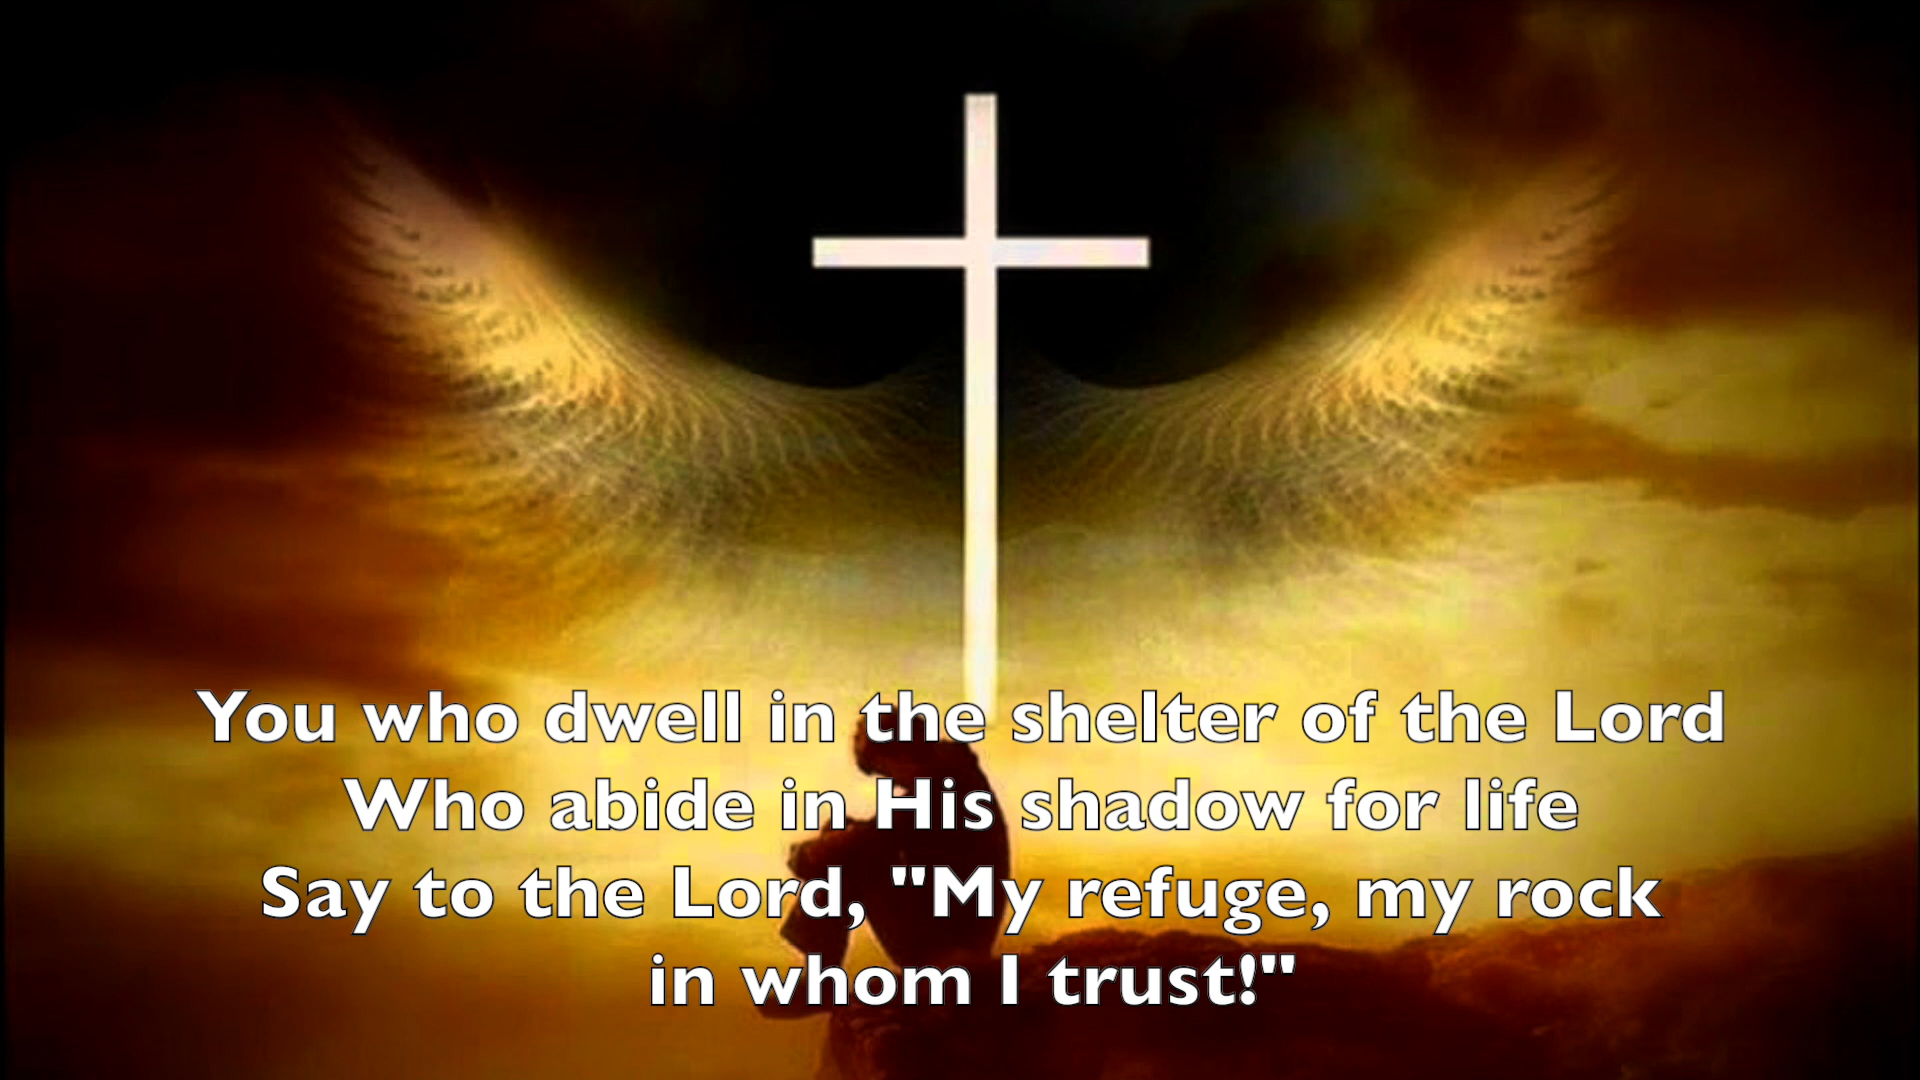 You who dwell in the shelter of the Lord
Who abide in His shadow for life
Say to the Lord, "My refuge, my rock
in whom I trust!"